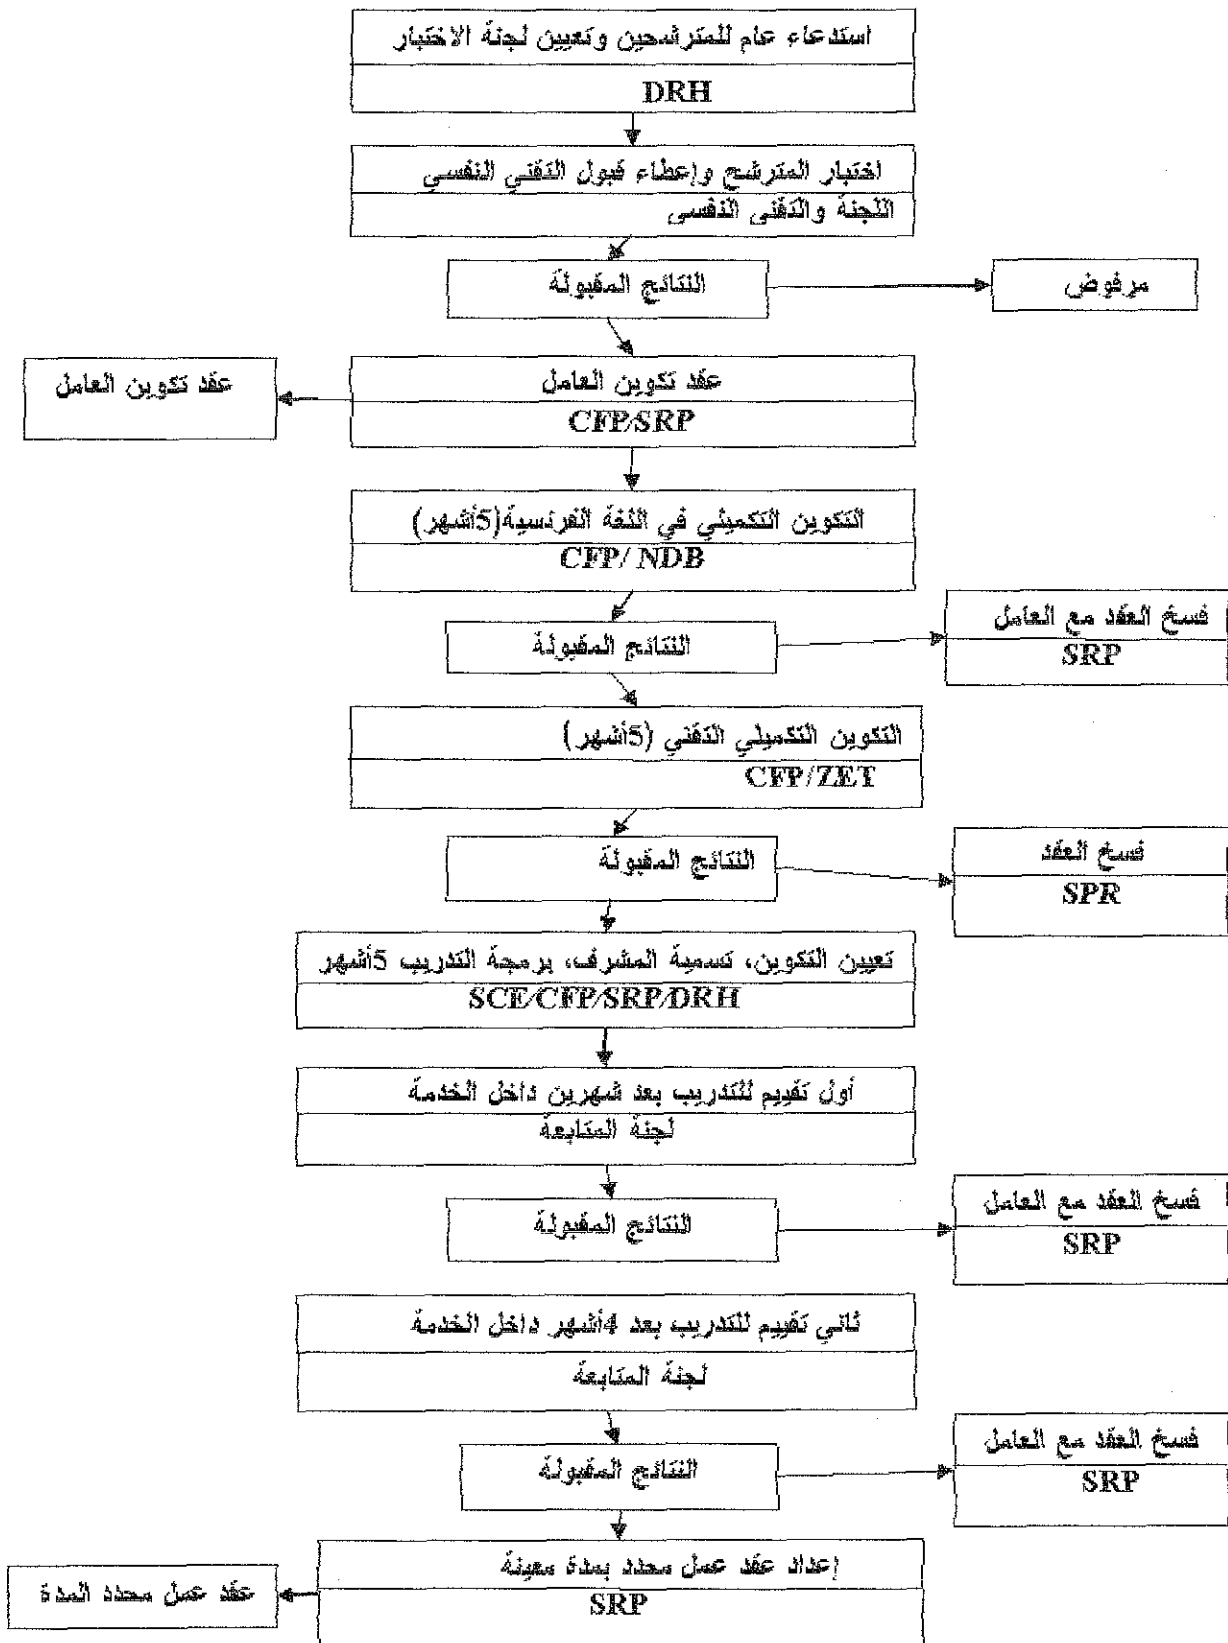 استدعاء عام للمترشحين وتعيين لجنة الاختبار
DRH
اختبار المترشح وإعطاء قبول التقني النفسي
اللجنة والتقني النفسي
النتائج المقبولة
مرفوض
عقد تكوين العامل
CFP/SRP
عقد تكوين العامل
التكوين التكميلي في اللغة الفرنسية(5أشهر)
CFP/ NDB
النتائج المقبولة
فسخ العقد مع العامل
SRP
التكوين التكميلي التقني (5أشهر)
CFP/ZET
النتائج المقبولة
فسخ العقد
SPR
تعيين التكوين، تسمية المشرف، برمجة التدريب 5أشهر
SCE/CFP/SRP/DRH
أول تقييم للتدريب بعد شهرين داخل الخدمة
لجنة المتابعة
النتائج المقبولة
فسخ العقد مع العامل
SRP
ثاني تقييم للتدريب بعد 4أشهر داخل الخدمة
لجنة المتابعة
النتائج المقبولة
فسخ العقد مع العامل
SRP
إعداد عقد عمل محدد بمدة معينة
SRP
عقد عمل محدد المدة